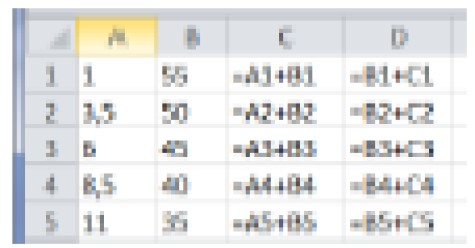 A B C D
1 1 55 =A1+B1 =B1+C1
2 3,5 50 =A2+B2 =B2+C2
3 6 45 =A3+B3 =B3+C3
4 8,5 40 =A4+B4 =B4+C4
5 11 35 =A5+B5 =B5+C5